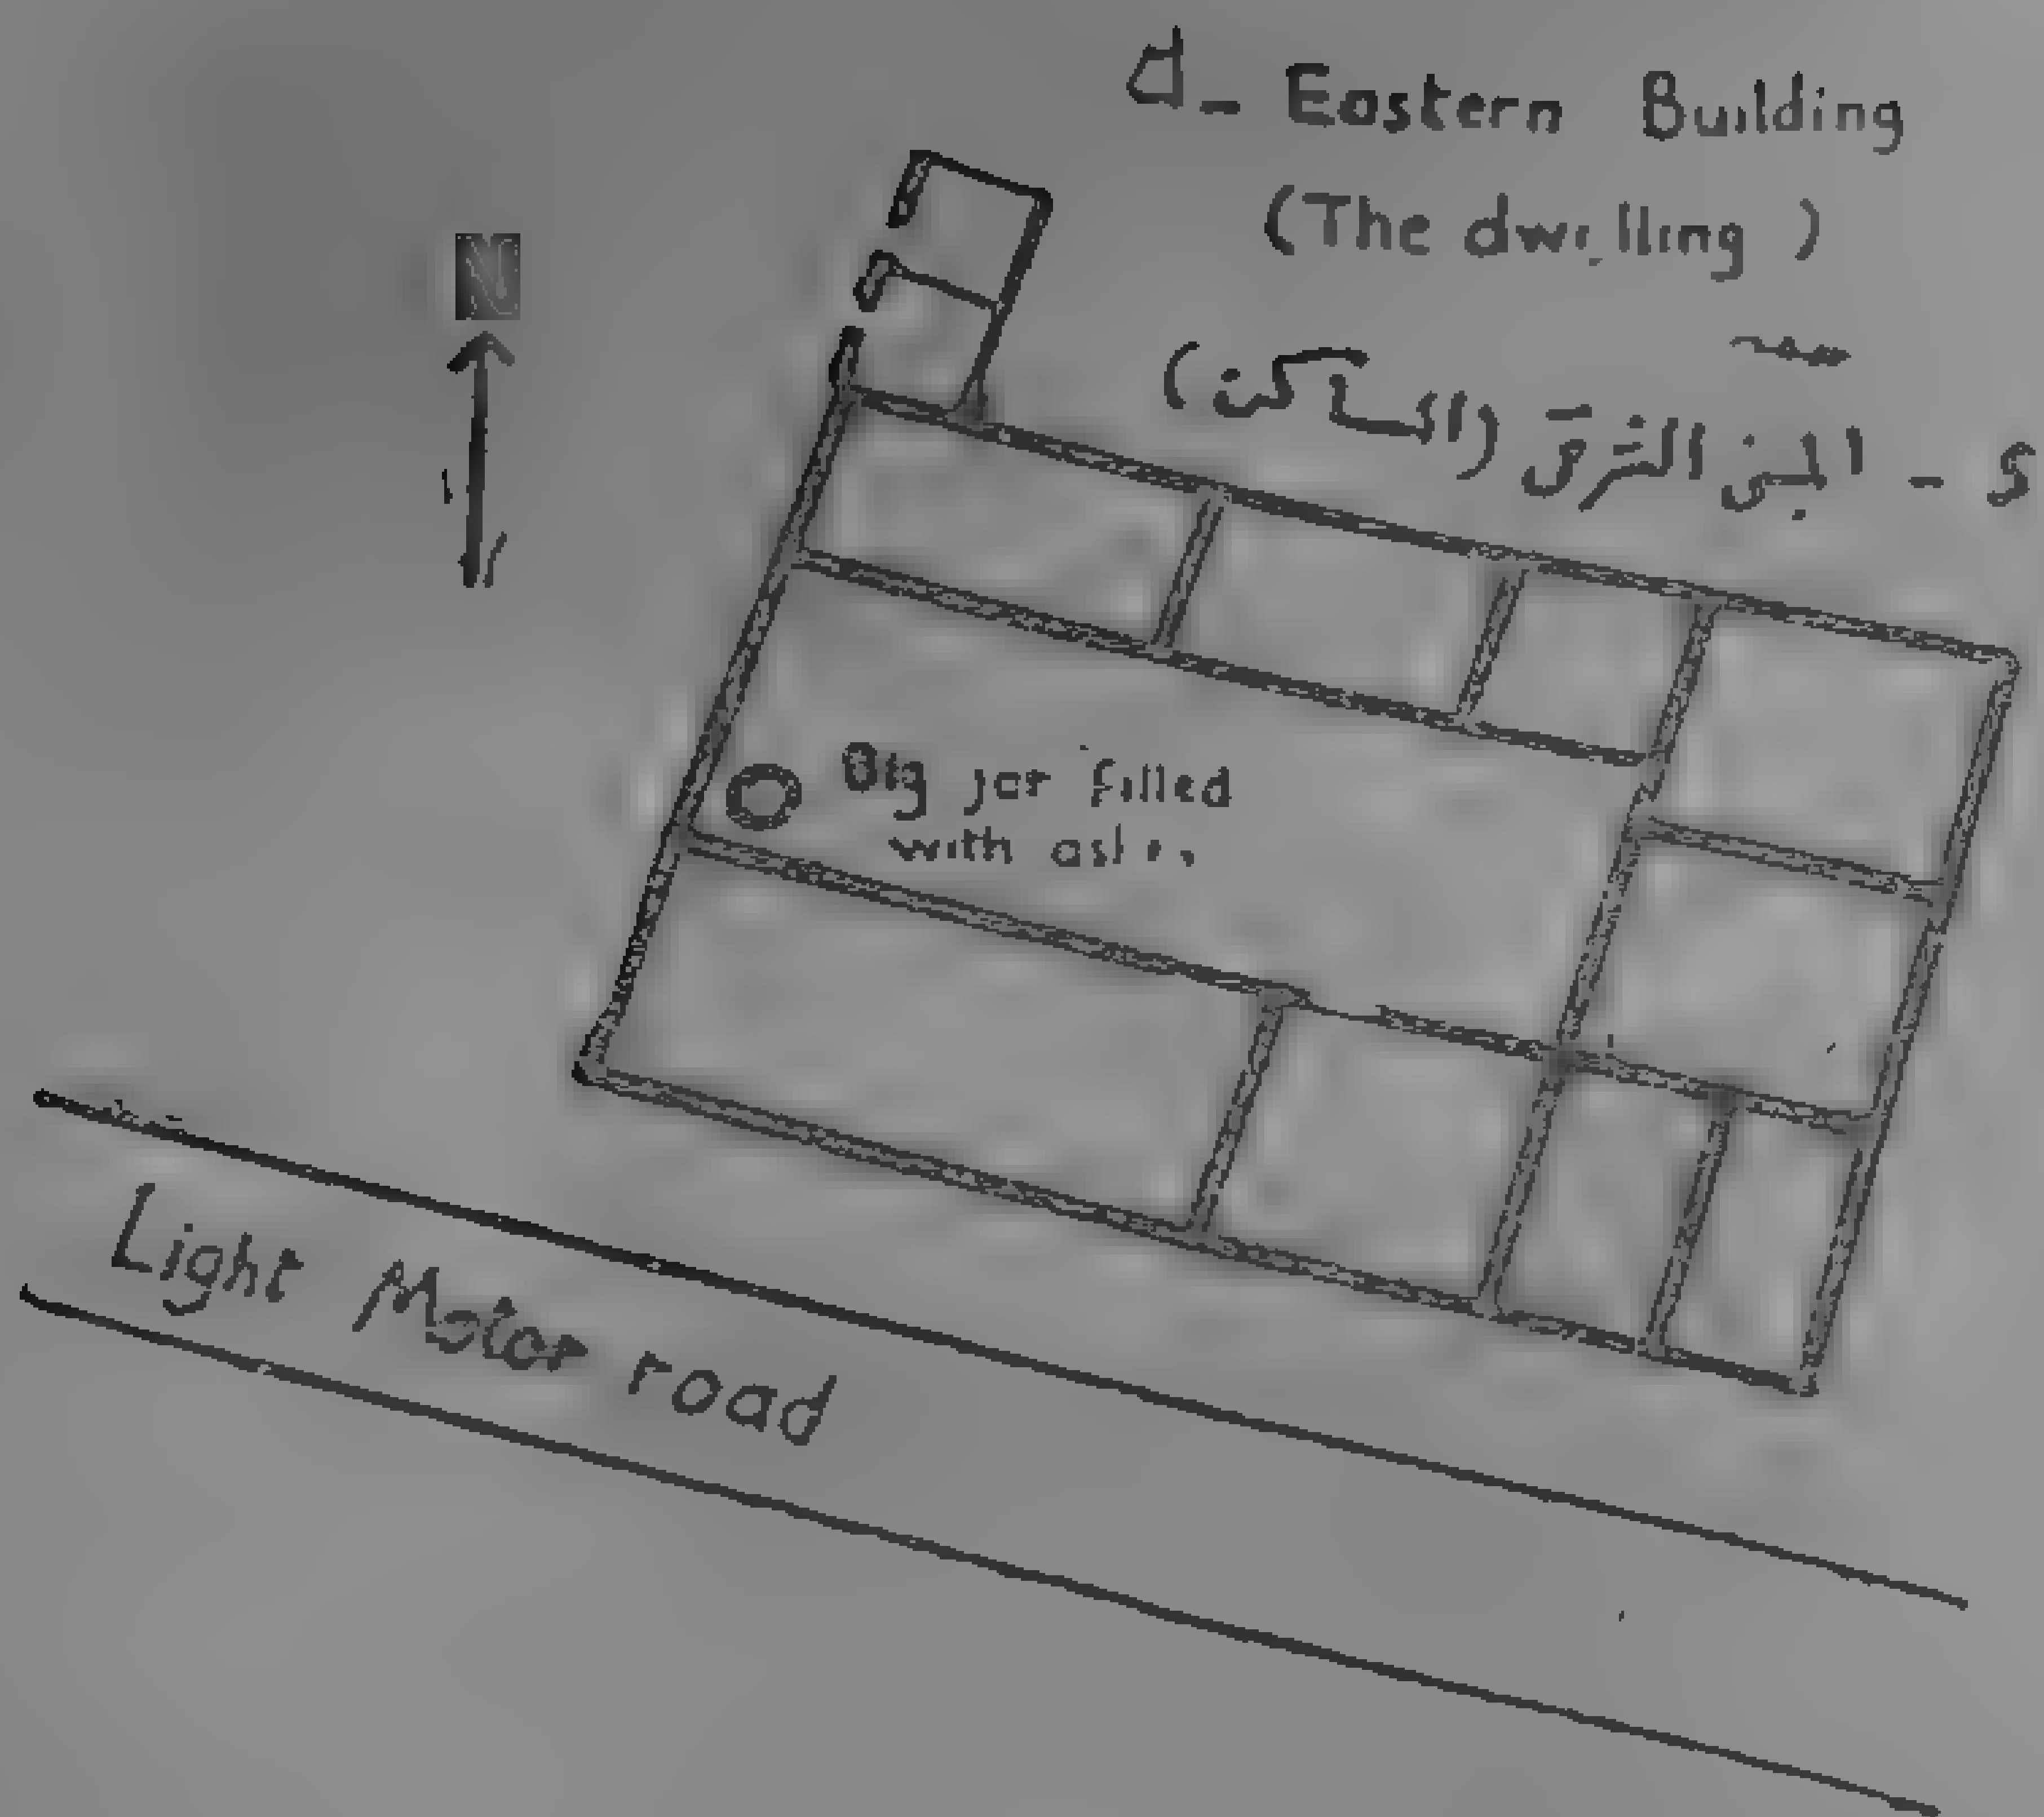 d - Eastern Building
(The dwelling)
N
د - المبنى الشرقي (المساكن)
Big jar filled
with ashes
Light Motor road